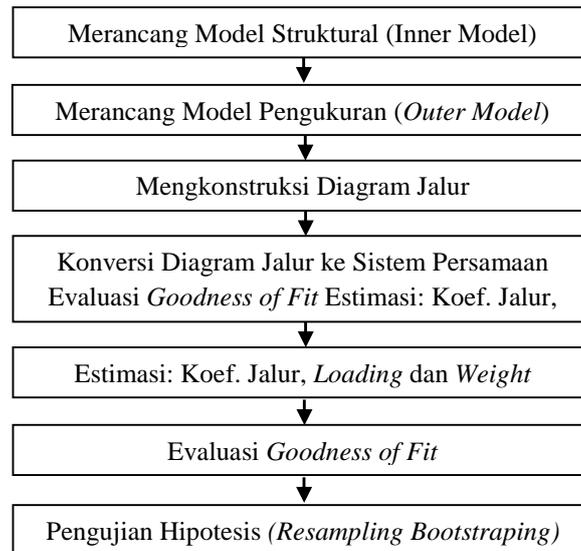 Merancang Model Struktural (Inner Model)
Merancang Model Pengukuran (Outer Model)
Mengkonstruksi Diagram Jalur
Konversi Diagram Jalur ke Sistem Persamaan
Evaluasi Goodness of Fit Estimasi: Koef. Jalur,
Estimasi: Koef. Jalur, Loading dan Weight
Evaluasi Goodness of Fit
Pengujian Hipotesis (Resampling Bootstraping)